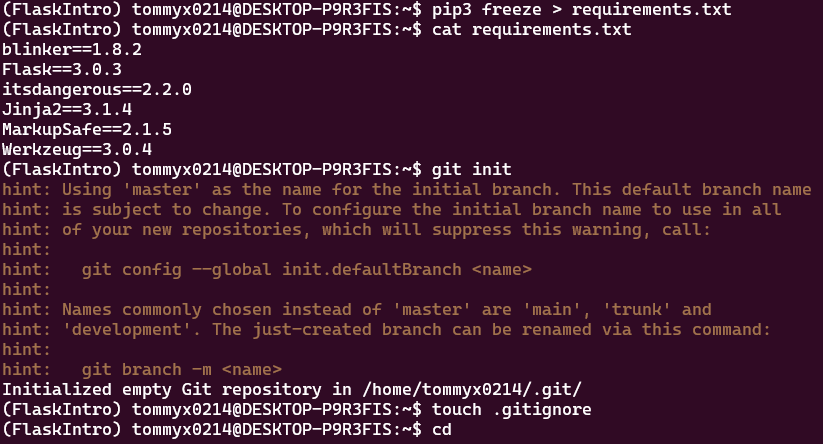 (FlaskIntro) tommyx0214@DESKTOP-P9R3FIS:~$ pip3 freeze > requirements.txt
(FlaskIntro) tommyx0214@DESKTOP-P9R3FIS:~$ cat requirements.txt
blinker==1.8.2
Flask==3.0.3
itsdangerous==2.2.0
Jinja2==3.1.4
MarkupSafe==2.1.5
Werkzeug==3.0.4
(FlaskIntro) tommyx0214@DESKTOP-P9R3FIS:~$ git init
hint: Using 'master' as the name for the initial branch. This default branch name
hint: is subject to change. To configure the initial branch name to use in all
hint: of your new repositories, which will suppress this warning, call:
hint:
hint:   git config --global init.defaultBranch <name>
hint:
hint: Names commonly chosen instead of 'master' are 'main', 'trunk' and
hint: 'development'. The just-created branch can be renamed via this command:
hint:
hint:   git branch -m <name>
Initialized empty Git repository in /home/tommyx0214/.git/
(FlaskIntro) tommyx0214@DESKTOP-P9R3FIS:~$ touch .gitignore
(FlaskIntro) tommyx0214@DESKTOP-P9R3FIS:~$ cd